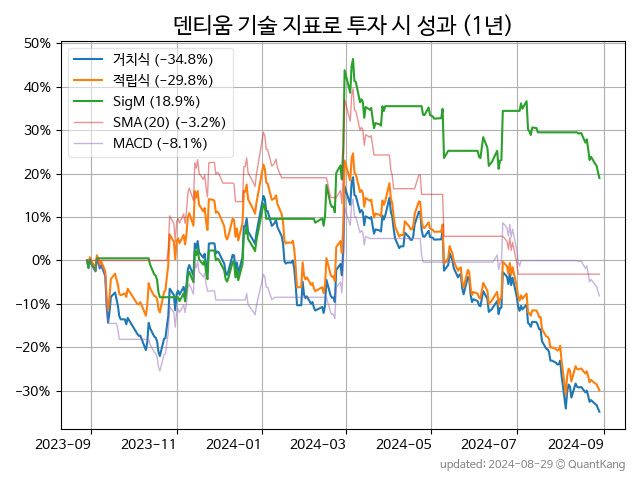 덴티움 기술 지표로 투자 시 성과 (1년)
50%
40%
30%
20%
10%
0%
−10%
−20%
−30%
거치식 (−34.8%)
적립식 (−29.8%)
SigM (18.9%)
SMA(20) (−3.2%)
MACD (−8.1%)
2023-09 2023-11 2024-01 2024-03 2024-05 2024-07 2024-09
updated: 2024-08-29 © QuantKang